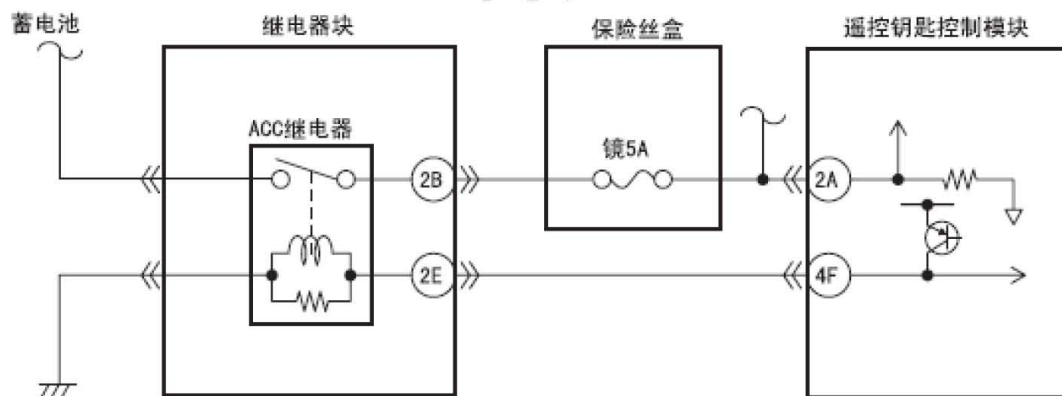 蓄电池
继电器块
保险丝盒
遥控钥匙控制模块
ACC继电器
镜5A
2B
2A
2E
4F